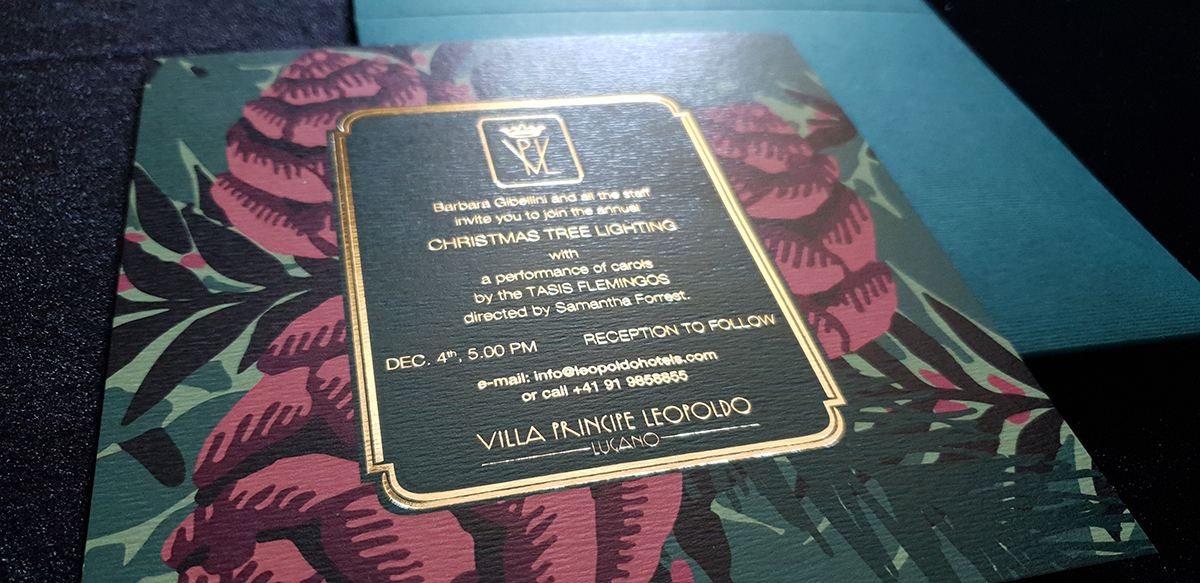 VPL
Barbara Gibellini and all the staff
invite you to join the annual
CHRISTMAS TREE LIGHTING
with
a performance of carols
by the TASIS FLEMINGOS
directed by Samantha Forrest.
DEC. 4th, 5.00 PM RECEPTION TO FOLLOW
e-mail: info@leopoldohotels.com
or call +41 91 9858855
VILLA PRINCIPE LEOPOLDO
LUGANO